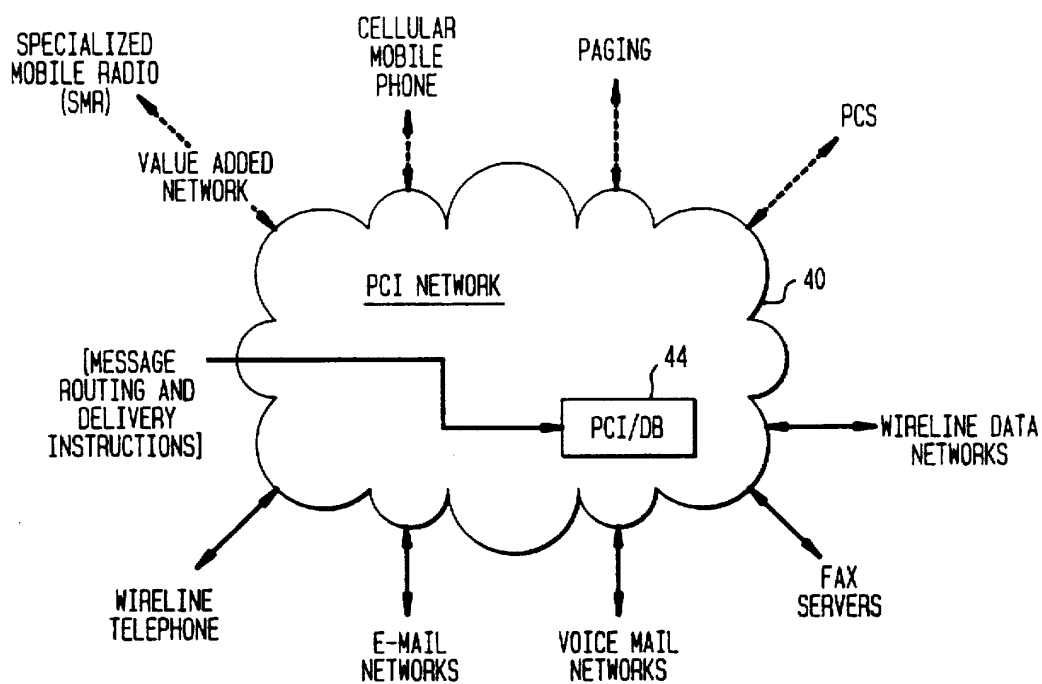 SPECIALIZED
MOBILE RADIO
(SMR)
CELLULAR
MOBILE
PHONE
PAGING
PCS
VALUE ADDED
NETWORK
PCI NETWORK
40
[MESSAGE
ROUTING AND
DELIVERY
INSTRUCTIONS]
44
PCI/DB
WIRELINE DATA
NETWORKS
FAX
SERVERS
WIRELINE
TELEPHONE
E-MAIL
NETWORKS
VOICE MAIL
NETWORKS